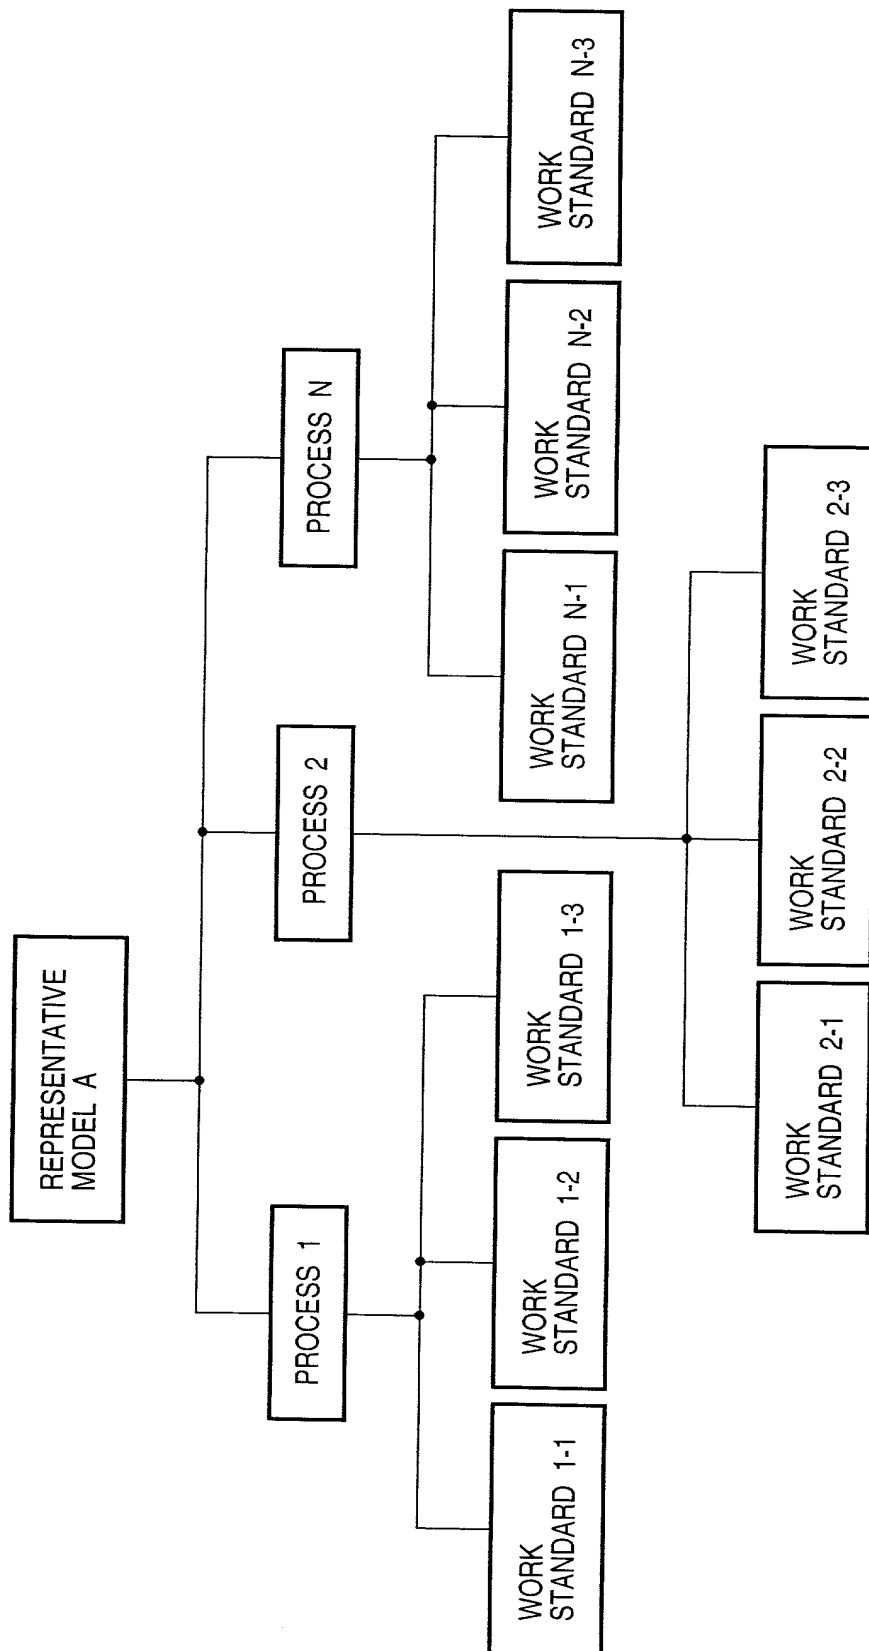 REPRESENTATIVE
MODEL A
PROCESS 1
PROCESS 2
PROCESS N
WORK
STANDARD 1-1
WORK
STANDARD 1-2
WORK
STANDARD 1-3
WORK
STANDARD N-1
WORK
STANDARD N-2
WORK
STANDARD N-3
WORK
STANDARD 2-1
WORK
STANDARD 2-2
WORK
STANDARD 2-3